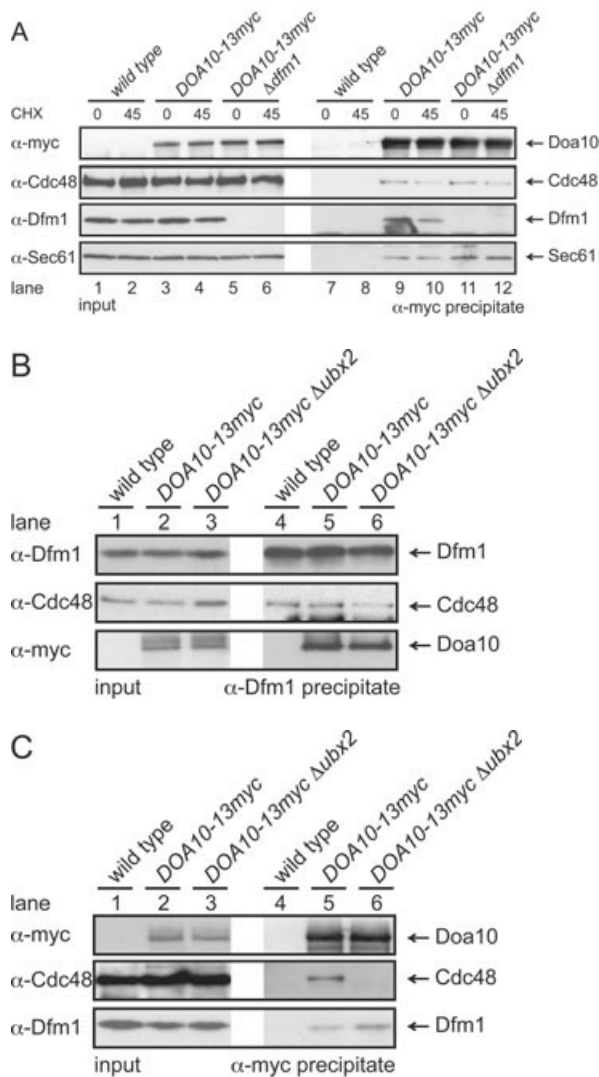 A
wild type DOA10-13myc DOA10-13myc Δdfm1 wild type DOA10-13myc DOA10-13myc Δdfm1
CHX 0 45 0 45 0 45 0 45 0 45 0 45
α-myc Doa10
α-Cdc48 Cdc48
α-Dfm1 Dfm1
α-Sec61 Sec61
lane 1 2 3 4 5 6 7 8 9 10 11 12
input α-myc precipitate
B
wild type DOA10-13myc DOA10-13myc Δubx2 wild type DOA10-13myc DOA10-13myc Δubx2
lane 1 2 3 4 5 6
α-Dfm1 Dfm1
α-Cdc48 Cdc48
α-myc Doa10
input α-Dfm1 precipitate
C
wild type DOA10-13myc DOA10-13myc Δubx2 wild type DOA10-13myc DOA10-13myc Δubx2
lane 1 2 3 4 5 6
α-myc Doa10
α-Cdc48 Cdc48
α-Dfm1 Dfm1
input α-myc precipitate